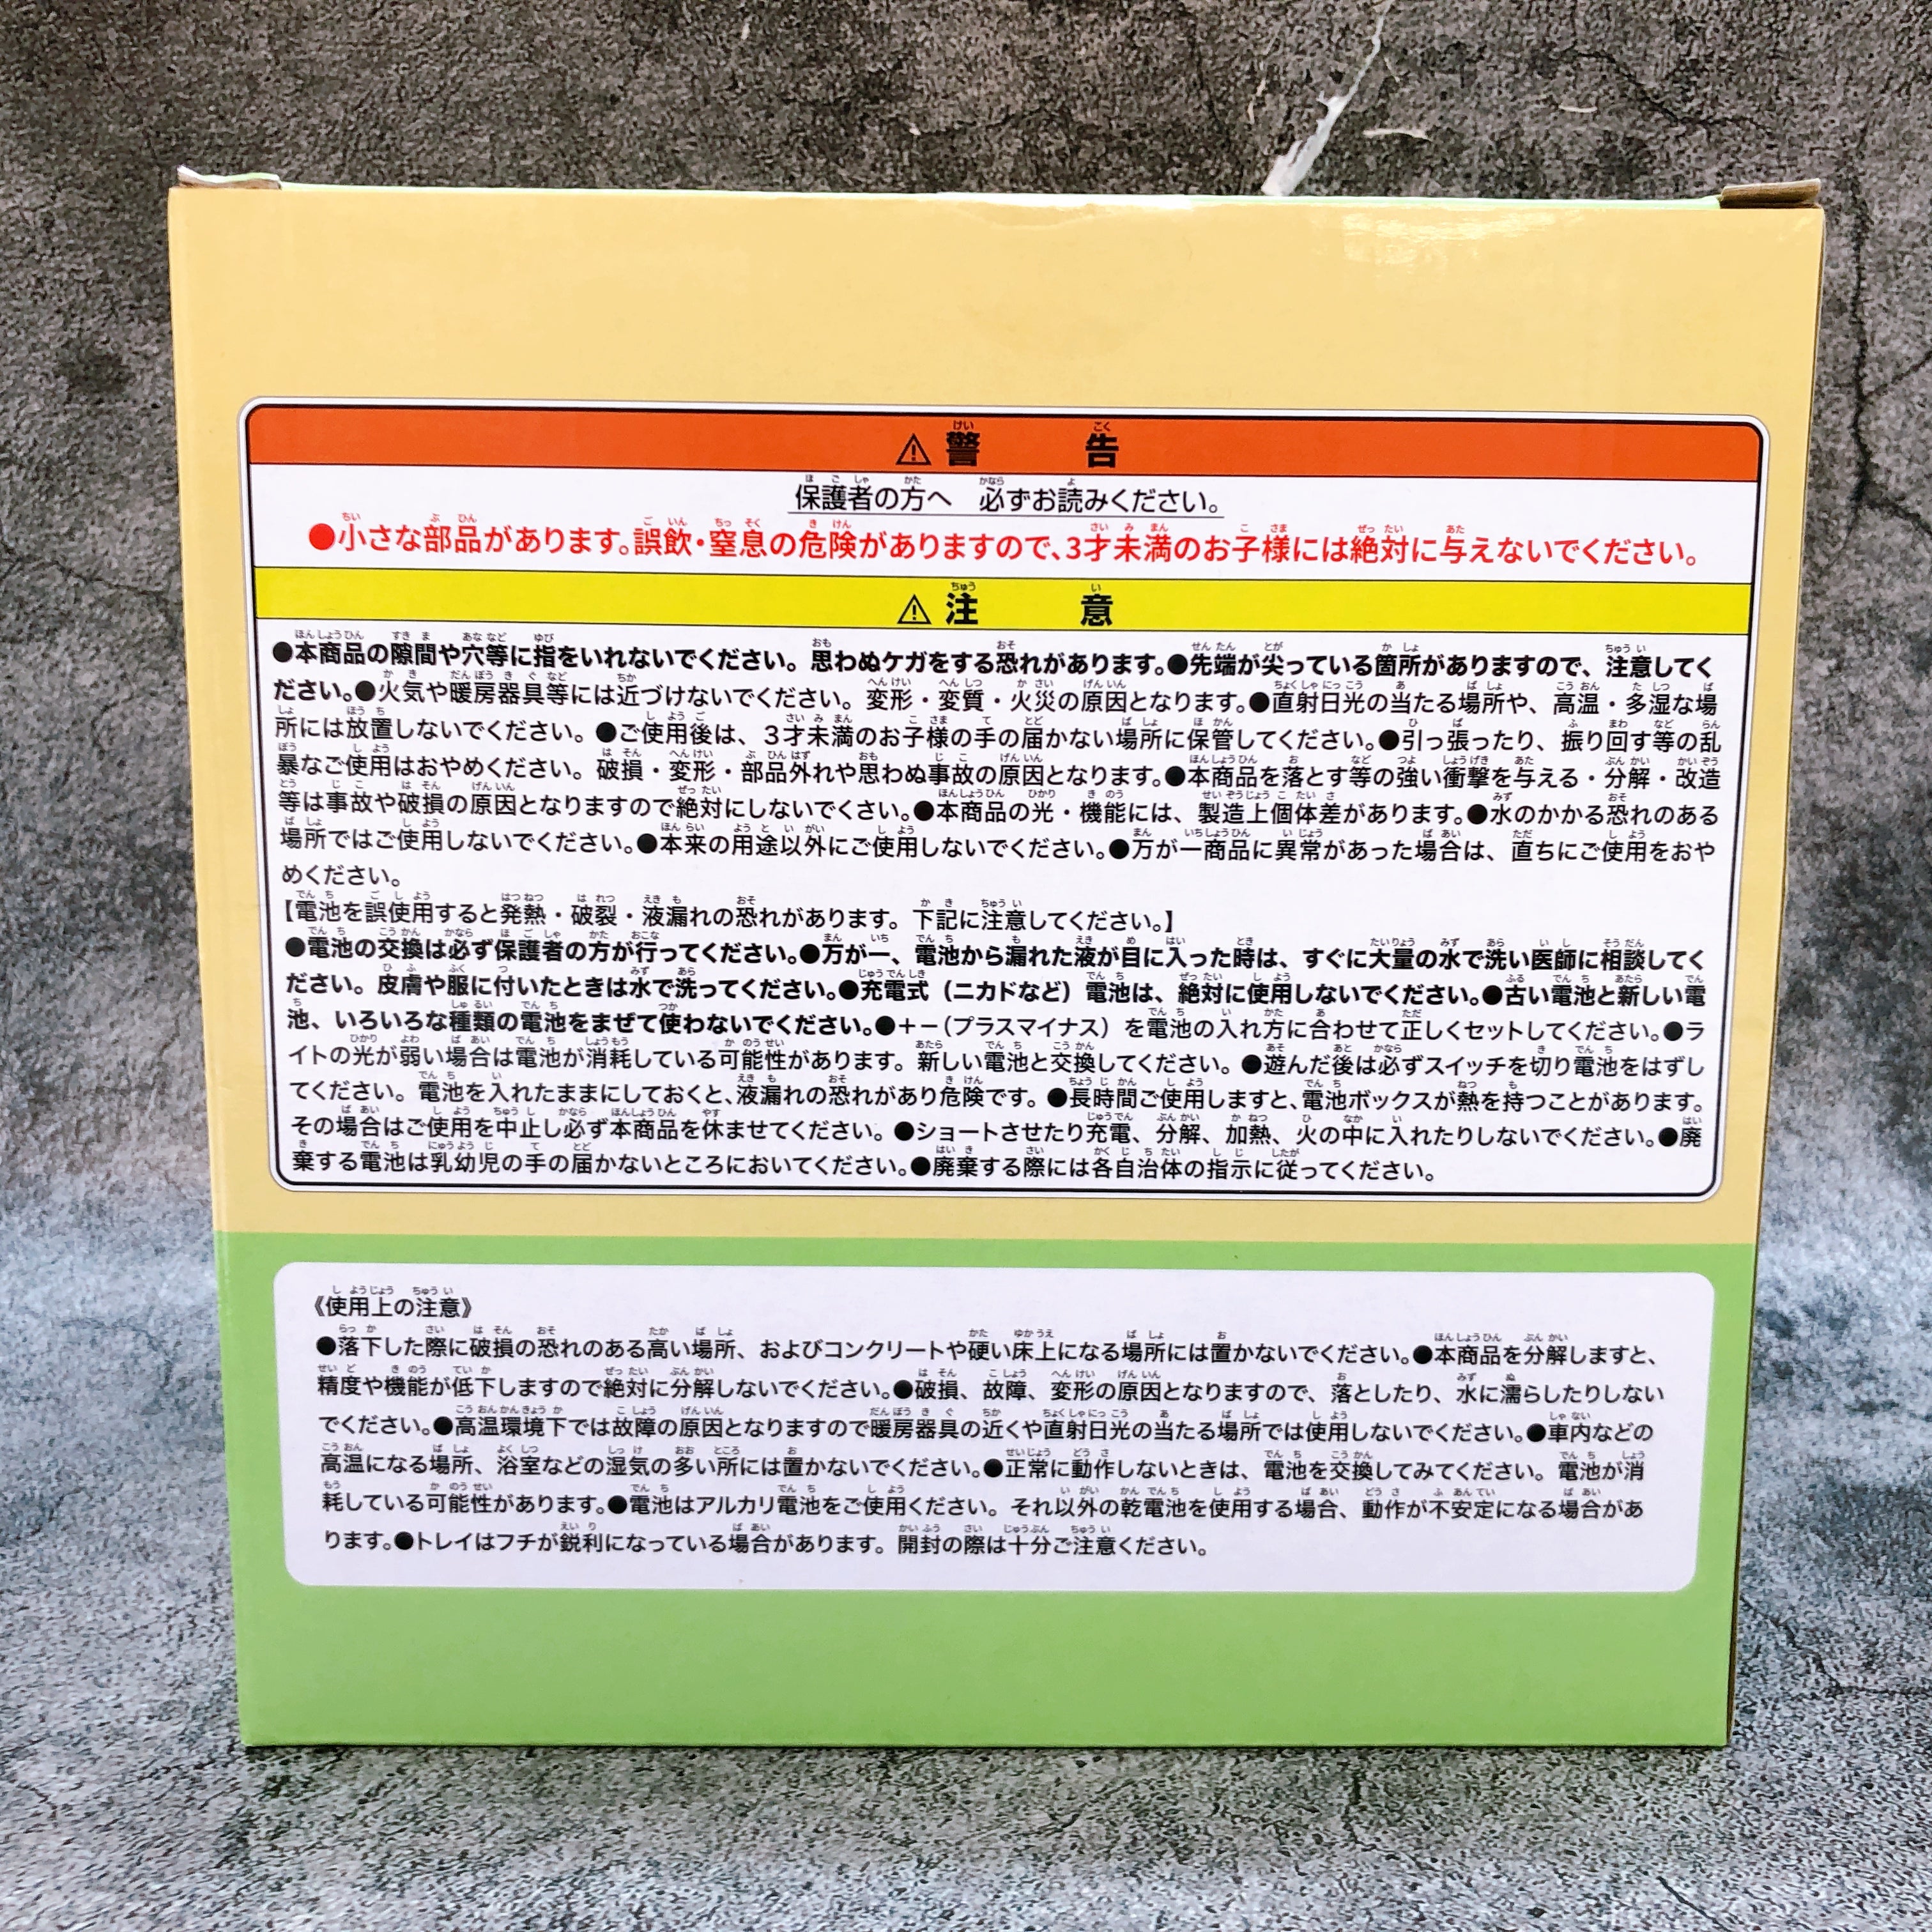 ⚠警告
保護者の方へ 必ずお読みください。
●小さな部品があります。誤飲・窒息の危険がありますので、3才未満のお子様には絶対に与えないでください。
⚠注意
●本商品の隙間や穴等に指をいれないでください。思わぬケガをする恐れがあります。●先端が尖っている箇所がありますので、注意してく
ださい。●火気や暖房器具等には近づけないでください。変形・変質・火災の原因となります。●直射日光の当たる場所や、高温・多湿な場
所には放置しないでください。●ご使用後は、3才未満のお子様の手の届かない場所に保管してください。●引っ張ったり、振り回す等の乱
暴なご使用はおやめください。破損・変形・部品外れや思わぬ事故の原因となります。●本商品を落とす等の強い衝撃を与える・分解・改造
等は事故や破損の原因となりますので絶対にしないでくさい。●本商品の光・機能には、製造上個体差があります。●水のかかる恐れのある
場所ではご使用しないでください。●本来の用途以外にご使用しないでください。●万が一商品に異常があった場合は、直ちにご使用をおや
めください。
【電池を誤使用すると発熱・破裂・液漏れの恐れがあります。下記に注意してください。】
●電池の交換は必ず保護者の方が行ってください。●万が一、電池から漏れた液が目に入った時は、すぐに大量の水で洗い医師に相談してく
ださい。皮膚や服に付いたときは水で洗ってください。●充電式（ニカドなど）電池は、絶対に使用しないでください。●古い電池と新しい電
池、いろいろな種類の電池をまぜて使わないでください。●＋−（プラスマイナス）を電池の入れ方に合わせて正しくセットしてください。●ラ
イトの光が弱い場合は電池が消耗している可能性があります。新しい電池と交換してください。●遊んだ後は必ずスイッチを切り電池をはずし
てください。電池を入れたままにしておくと、液漏れの恐れがあり危険です。●長時間ご使用しますと、電池ボックスが熱を持つことがあります。
その場合はご使用を中止し必ず本商品を休ませてください。●ショートさせたり充電、分解、加熱、火の中に入れたりしないでください。●廃
棄する電池は乳幼児の手の届かないところにおいてください。●廃棄する際には各自治体の指示に従ってください。
《使用上の注意》
●落下した際に破損の恐れのある高い場所、およびコンクリートや硬い床上になる場所には置かないでください。●本商品を分解しますと、
精度や機能が低下しますので絶対に分解しないでください。●破損、故障、変形の原因となりますので、落としたり、水に濡らしたりしない
でください。●高温環境下では故障の原因となりますので暖房器具の近くや直射日光の当たる場所では使用しないでください。●車内などの
高温になる場所、浴室などの湿気の多い所には置かないでください。●正常に動作しないときは、電池を交換してみてください。電池が消
耗している可能性があります。●電池はアルカリ電池をご使用ください。それ以外の乾電池を使用する場合、動作が不安定になる場合があ
ります。●トレイはフチが鋭利になっている場合があります。開封の際は十分ご注意ください。